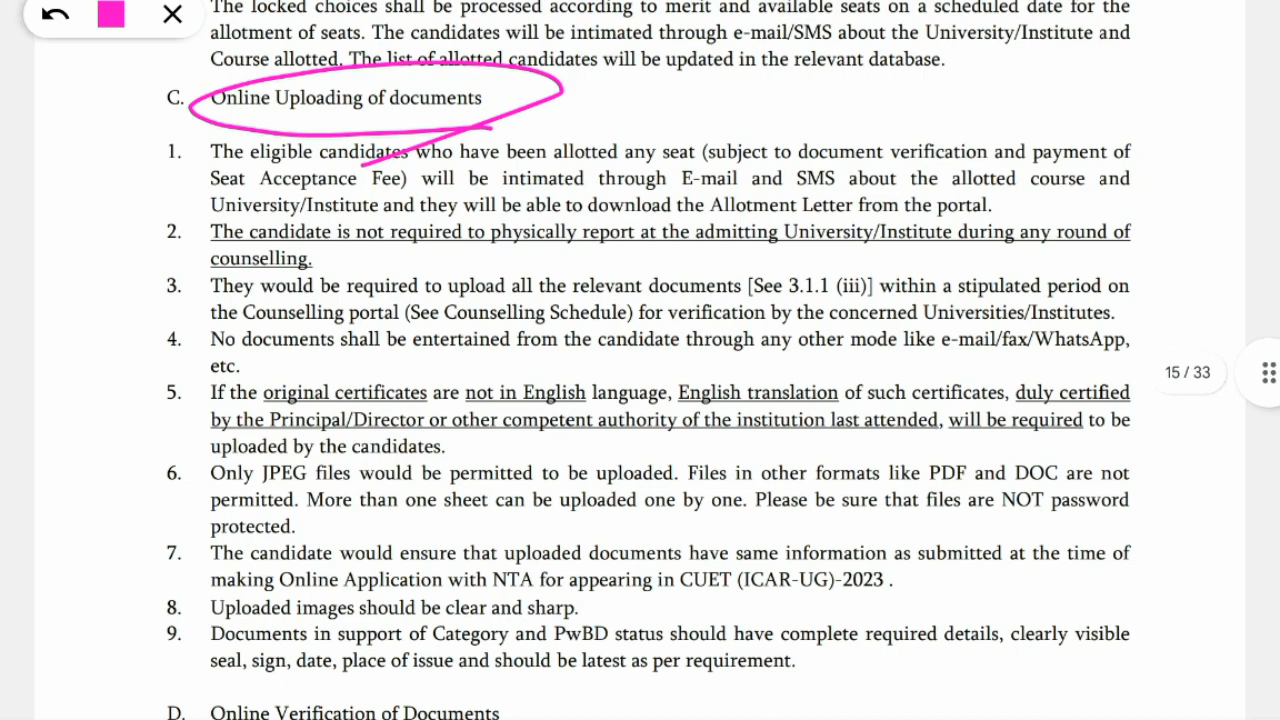 The locked choices shall be processed according to merit and available seats on a scheduled date for the
allotment of seats. The candidates will be intimated through e-mail/SMS about the University/Institute and
Course allotted. The list of allotted candidates will be updated in the relevant database.
C. Online Uploading of documents
1. The eligible candidates who have been allotted any seat (subject to document verification and payment of
Seat Acceptance Fee) will be intimated through E-mail and SMS about the allotted course and
University/Institute and they will be able to download the Allotment Letter from the portal.
2. The candidate is not required to physically report at the admitting University/Institute during any round of
counselling.
3. They would be required to upload all the relevant documents [See 3.1.1 (iii)] within a stipulated period on
the Counselling portal (See Counselling Schedule) for verification by the concerned Universities/Institutes.
4. No documents shall be entertained from the candidate through any other mode like e-mail/fax/WhatsApp,
etc.
15 / 33
5. If the original certificates are not in English language, English translation of such certificates, duly certified
by the Principal/Director or other competent authority of the institution last attended, will be required to be
uploaded by the candidates.
6. Only JPEG files would be permitted to be uploaded. Files in other formats like PDF and DOC are not
permitted. More than one sheet can be uploaded one by one. Please be sure that files are NOT password
protected.
7. The candidate would ensure that uploaded documents have same information as submitted at the time of
making Online Application with NTA for appearing in CUET (ICAR-UG)-2023 .
8. Uploaded images should be clear and sharp.
9. Documents in support of Category and PwBD status should have complete required details, clearly visible
seal, sign, date, place of issue and should be latest as per requirement.
D. Online Verification of Documents